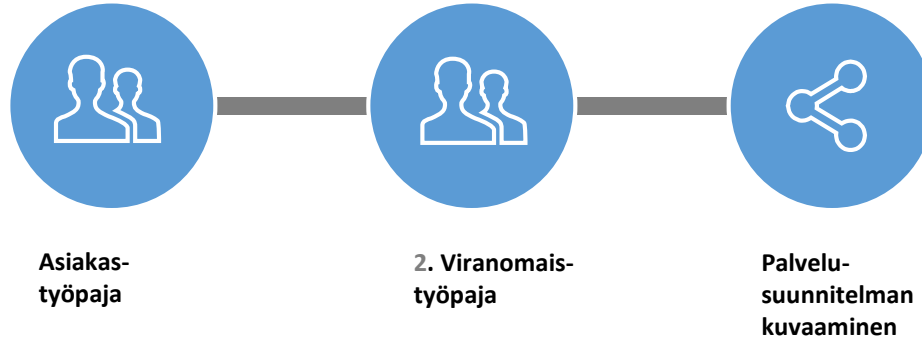 Asiakas-
työpaja
2. Viranomais-
työpaja
Palvelu-
suunnitelman
kuvaaminen